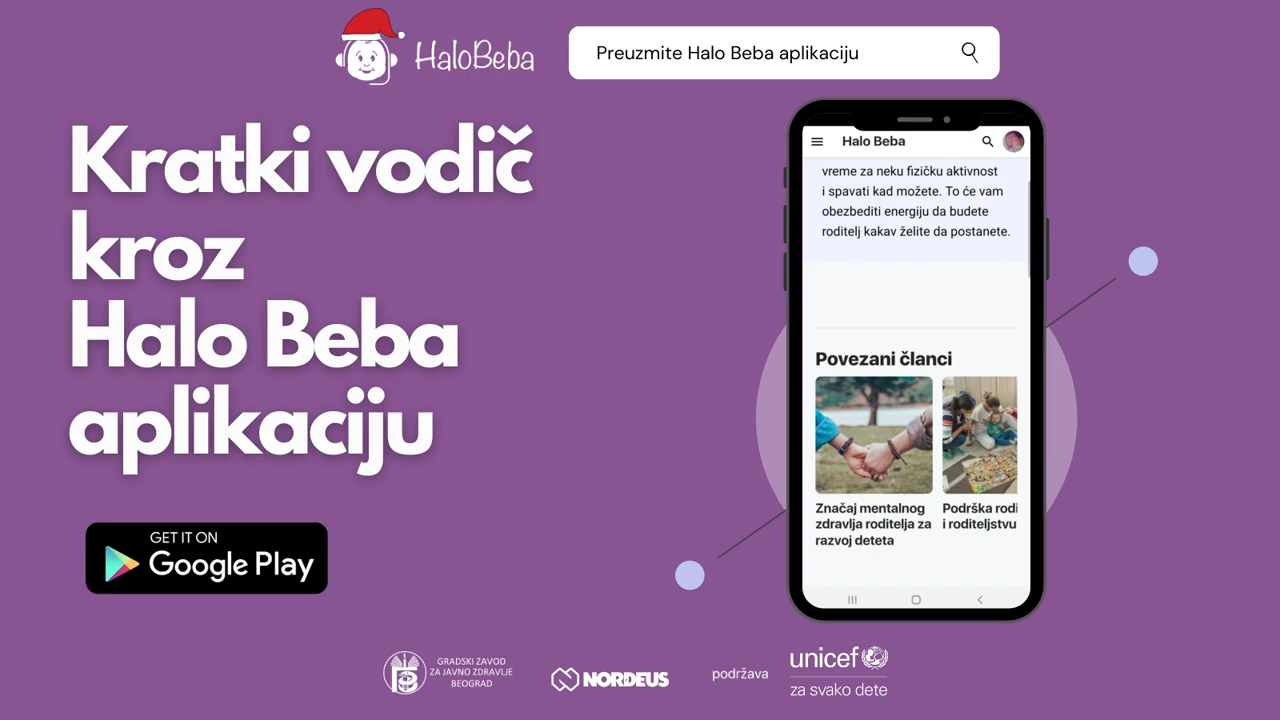 HaloBeba
Preuzmite Halo Beba aplikaciju
Kratki vodič
kroz
Halo Beba
aplikaciju
GET IT ON
Google Play
Halo Beba
vreme za neku fizičku aktivnost
i spavati kad možete. To će vam
obezbediti energiju da budete
roditelj kakav želite da postanete.
Povezani članci
Značaj mentalnog
zdravlja roditelja za
razvoj deteta
Podrška rodi
i roditeljstvu
GRADSKI ZAVOD
ZA JAVNO ZDRAVLJE
BEOGRAD
NORDEUS
podržava
unicef
za svako dete